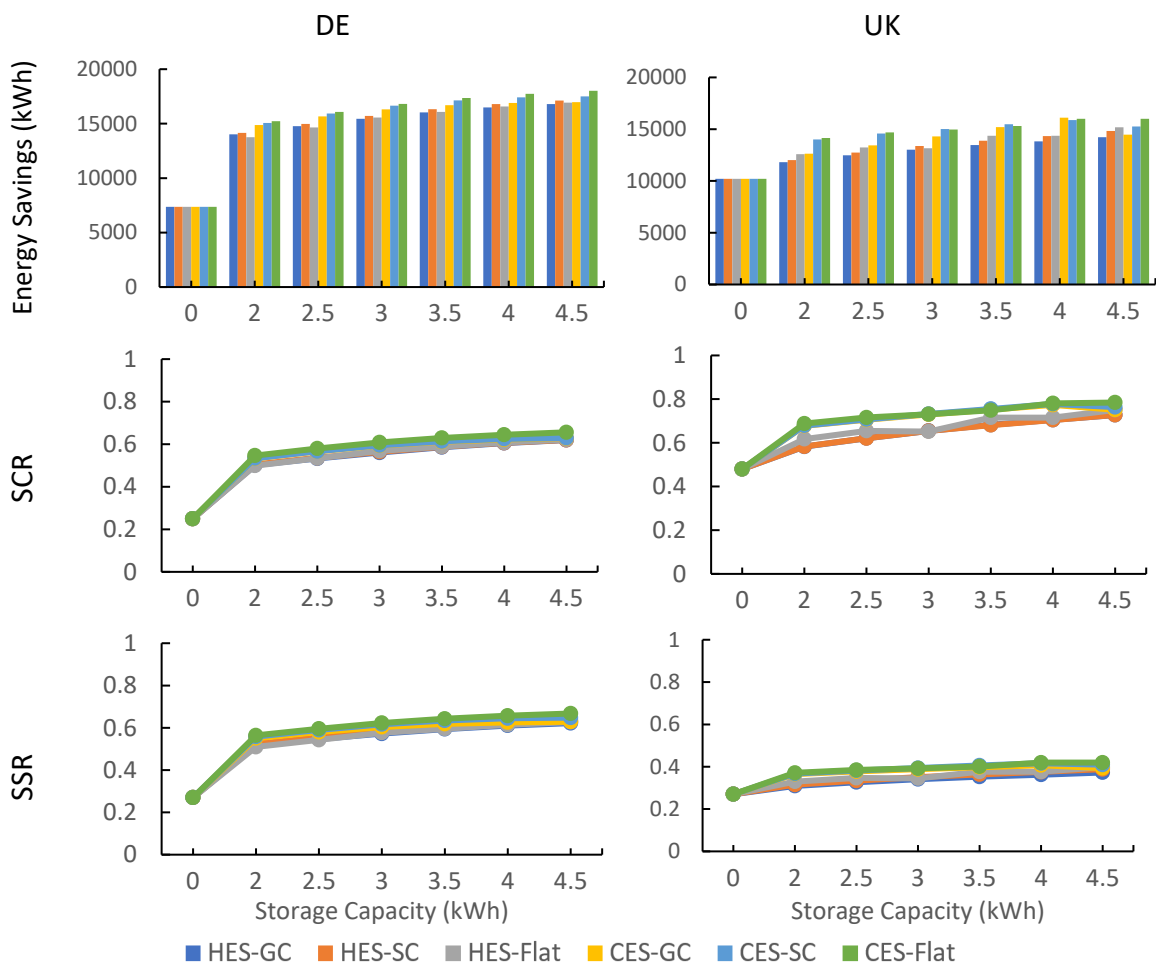 DE UK
Energy Savings (kWh)
20000
15000
10000
5000
0
0 2 2.5 3 3.5 4 4.5
20000
15000
10000
5000
0
0 2 2.5 3 3.5 4 4.5
SCR
1
0.8
0.6
0.4
0.2
0
0 2 2.5 3 3.5 4 4.5
1
0.8
0.6
0.4
0.2
0
0 2 2.5 3 3.5 4 4.5
SSR
1
0.8
0.6
0.4
0.2
0
0 2 2.5 3 3.5 4 4.5
Storage Capacity (kWh)
1
0.8
0.6
0.4
0.2
0
0 2 2.5 3 3.5 4 4.5
Storage Capacity (kWh)
HES-GC HES-SC HES-Flat CES-GC CES-SC CES-Flat